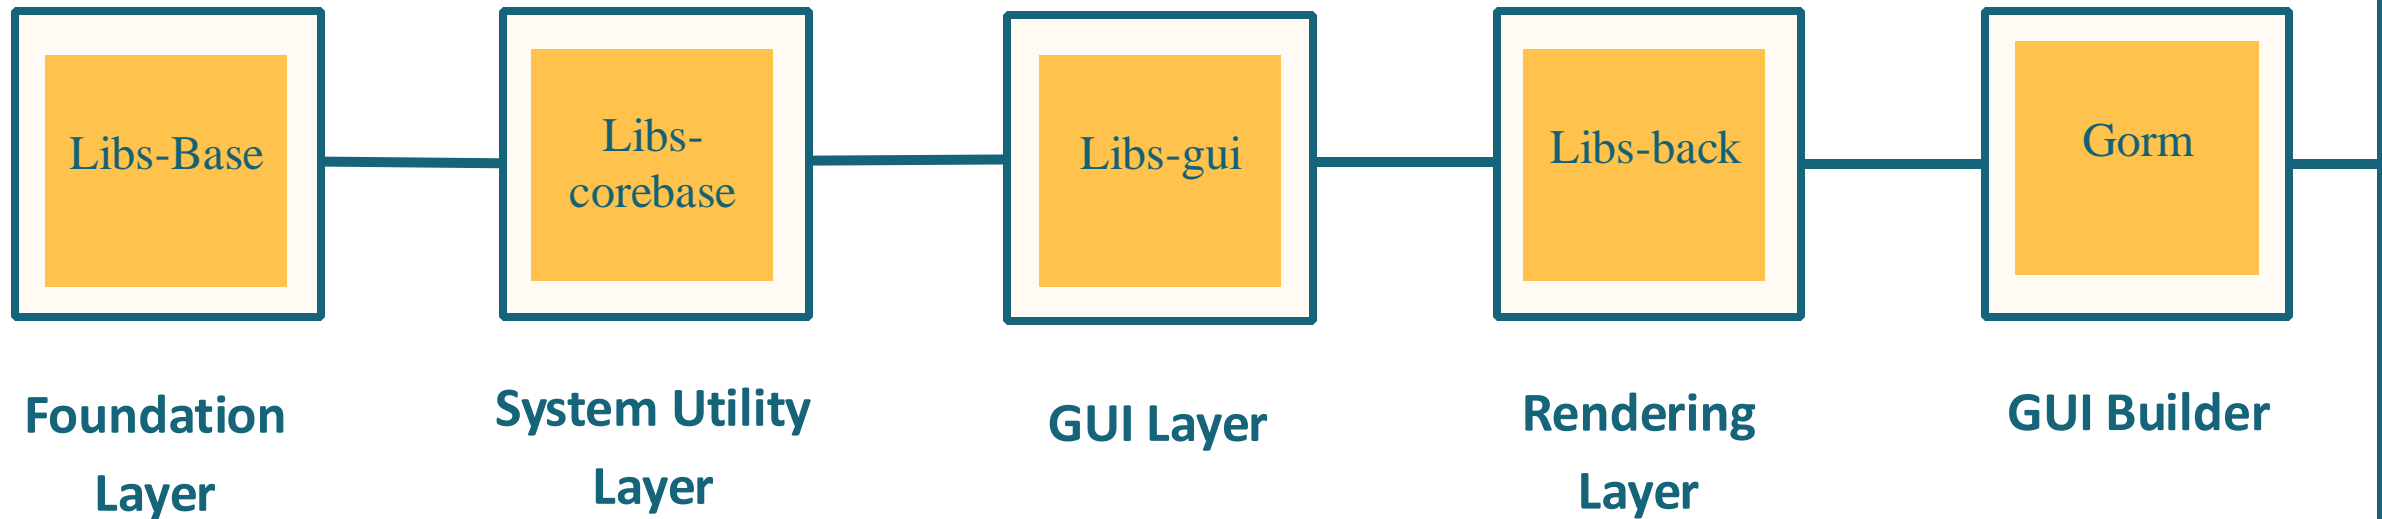 Libs-Base
Libs-
corebase
Libs-gui
Libs-back
Gorm
Foundation
Layer
System Utility
Layer
GUI Layer
Rendering
Layer
GUI Builder